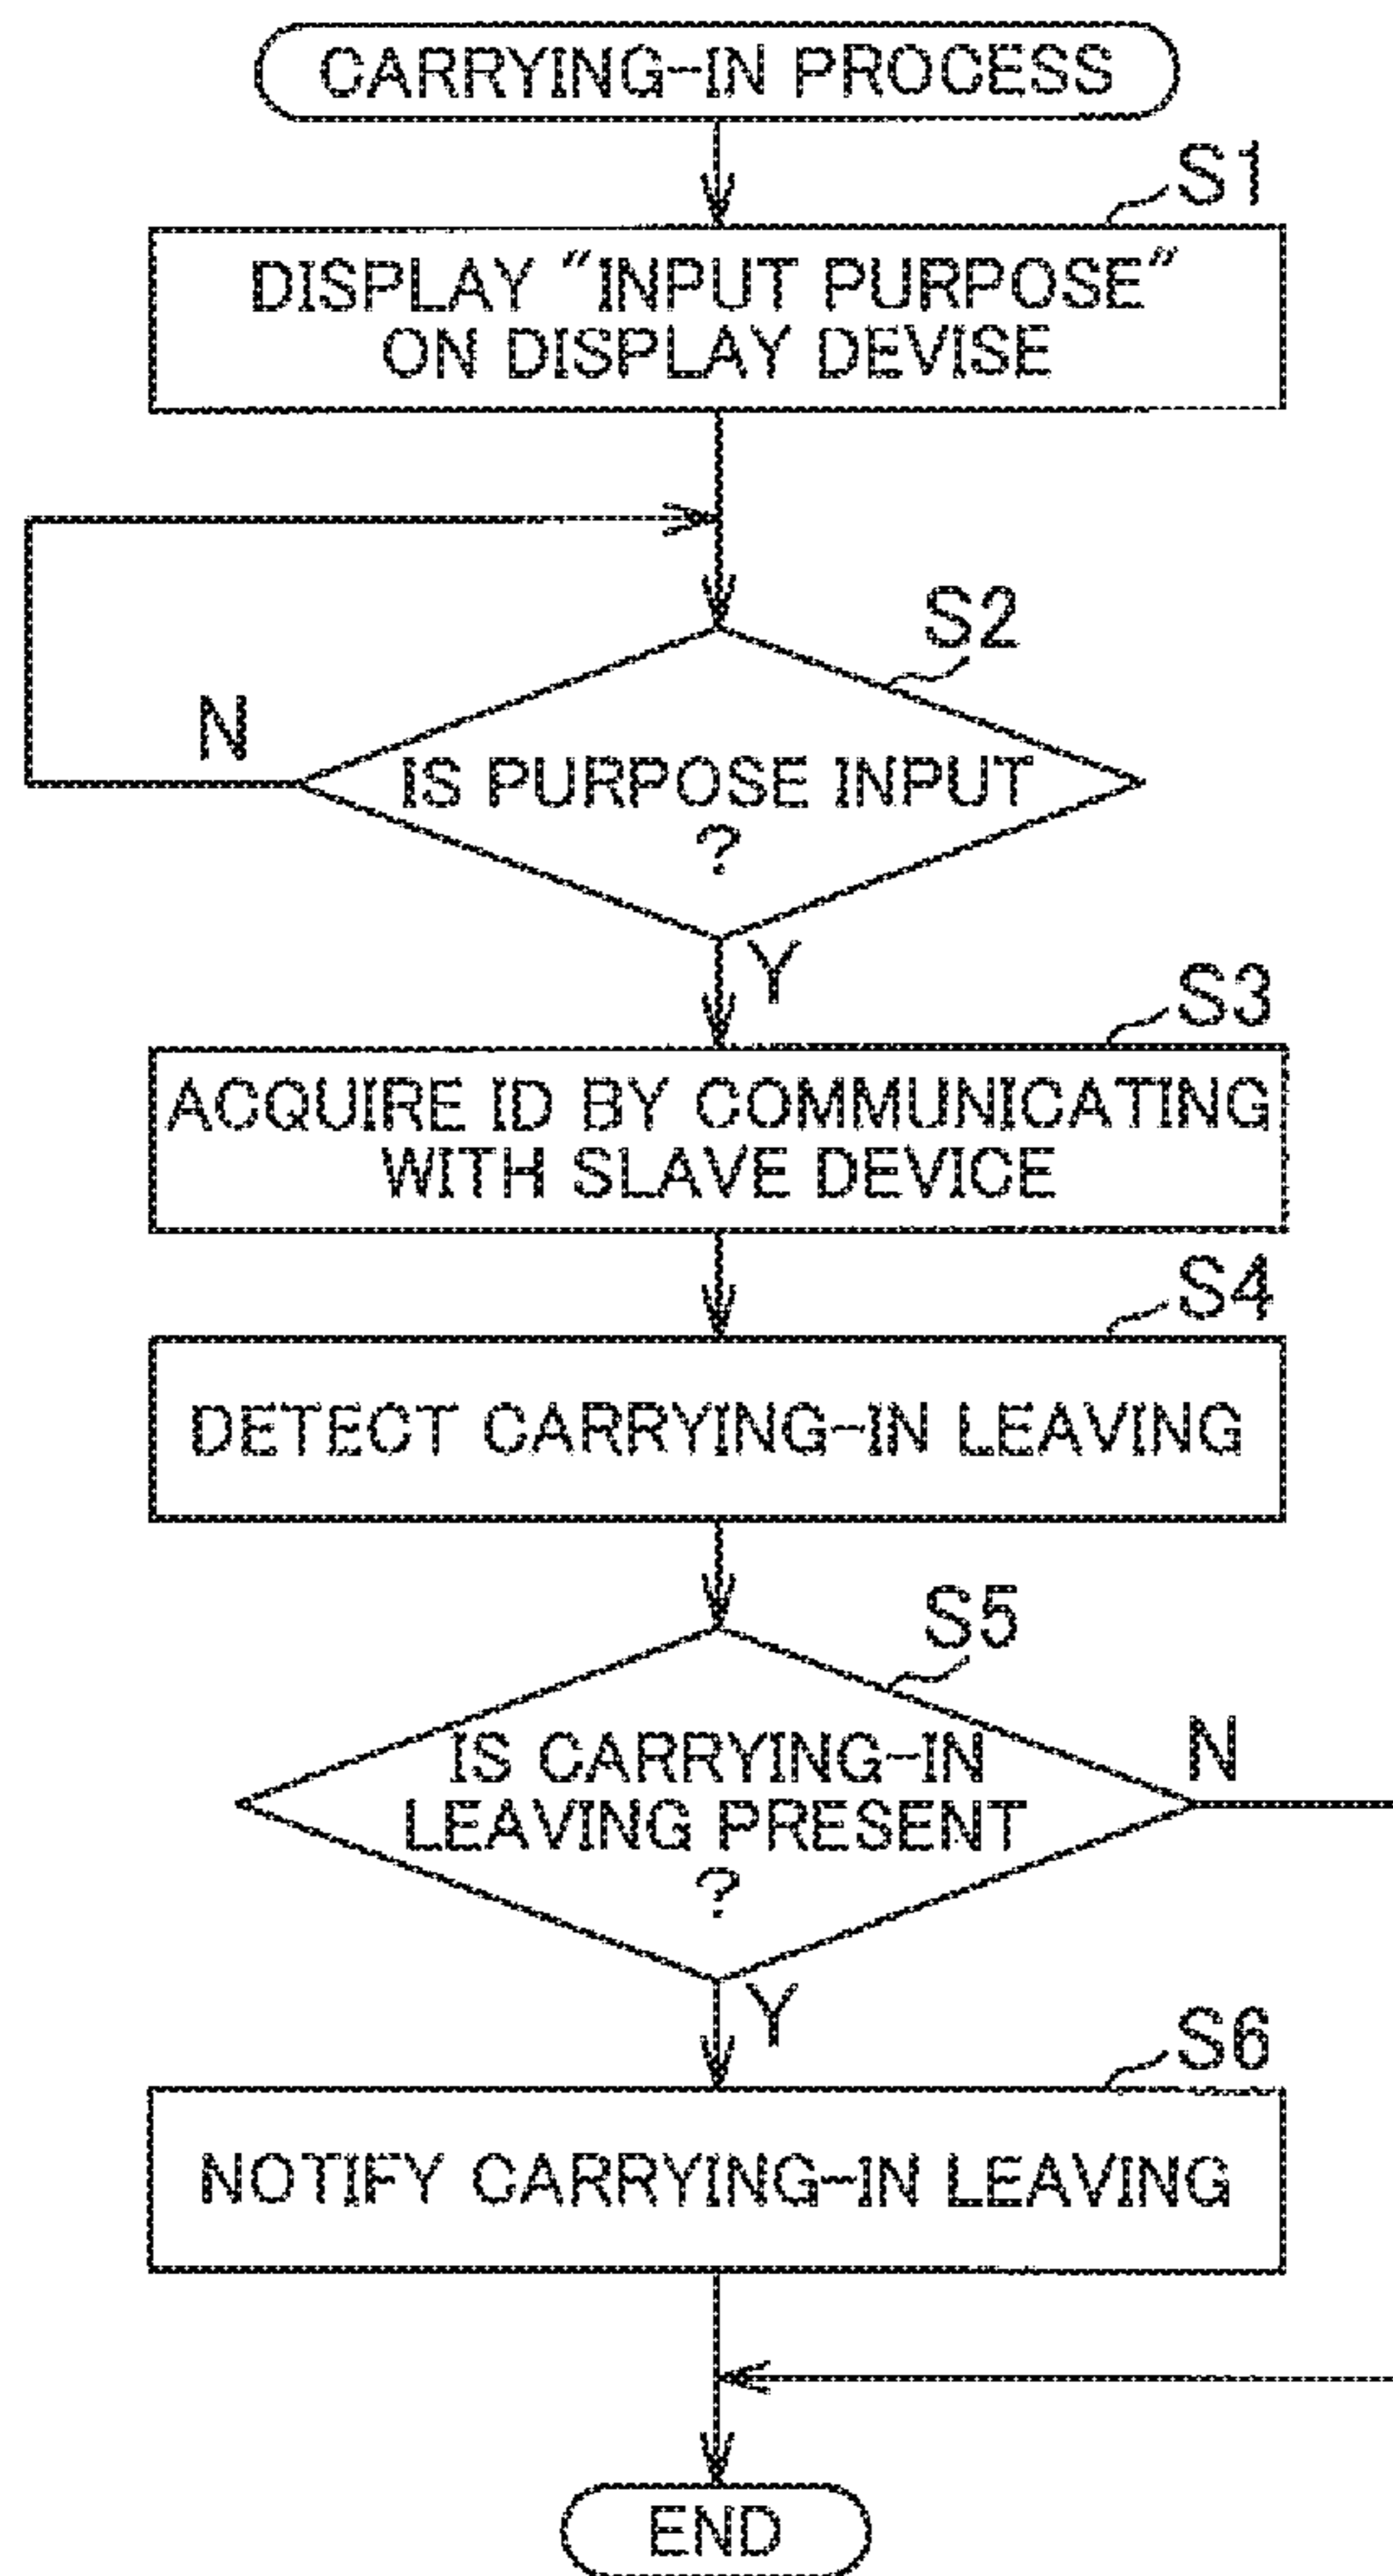 CARRYING-IN PROCESS
S1
DISPLAY "INPUT PURPOSE"
ON DISPLAY DEVISE
S2
N
IS PURPOSE INPUT
?
Y
S3
ACQUIRE ID BY COMMUNICATING
WITH SLAVE DEVICE
S4
DETECT CARRYING-IN LEAVING
S5
IS CARRYING-IN
N
LEAVING PRESENT
?
Y
S6
NOTIFY CARRYING-IN LEAVING
END